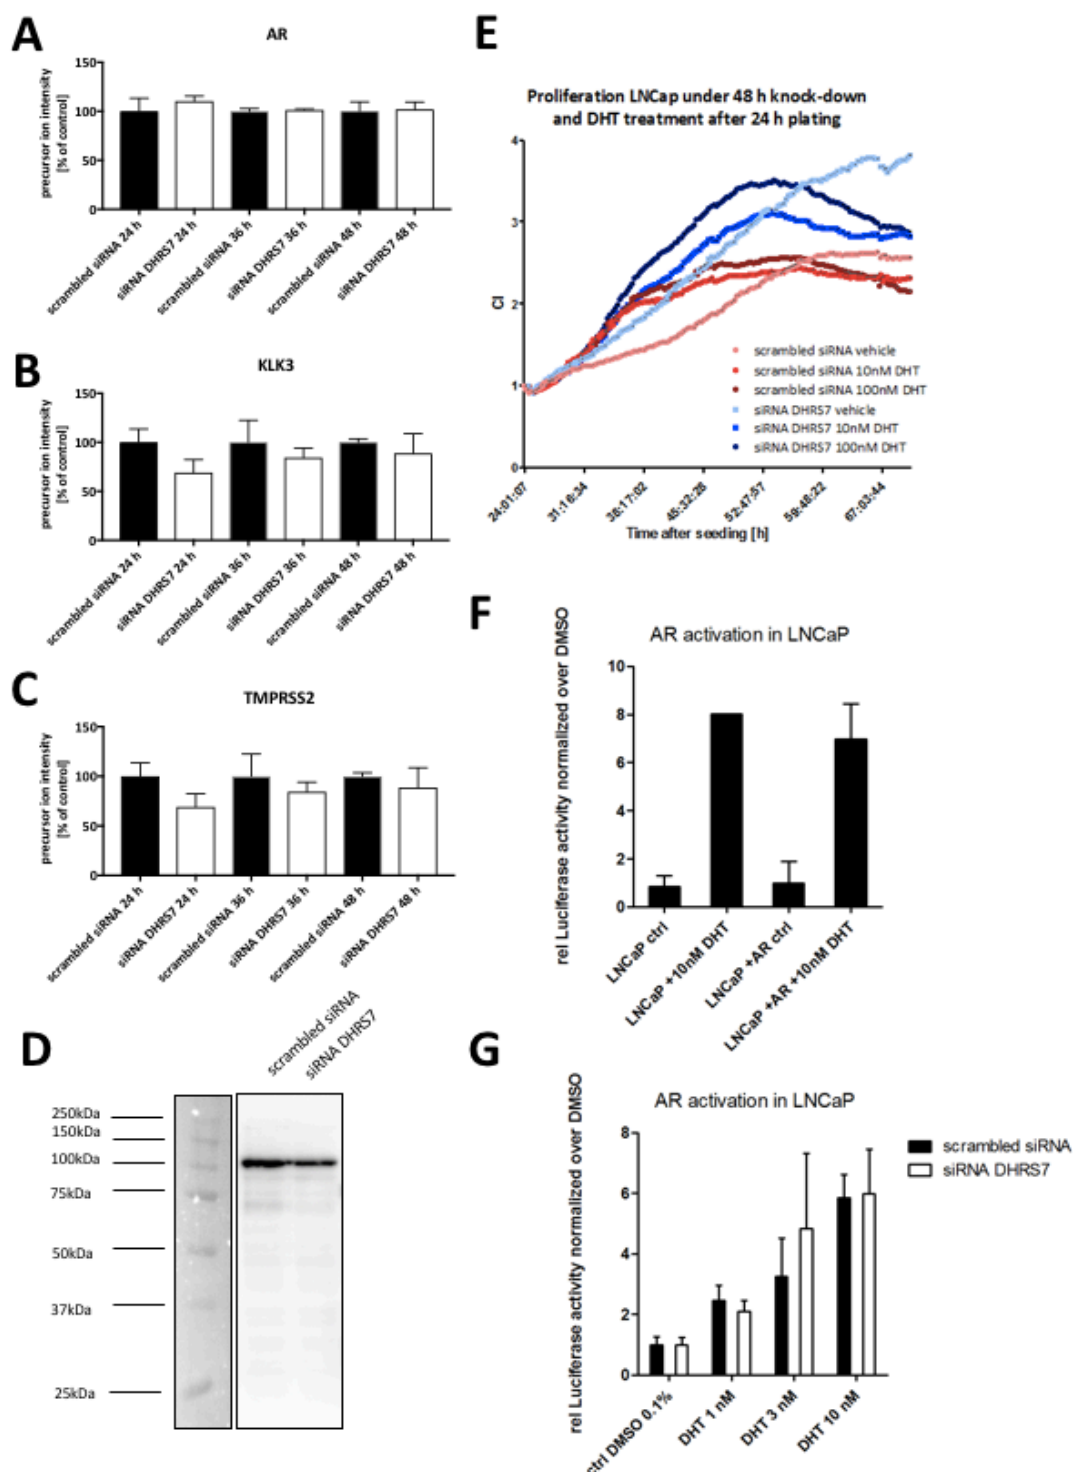 A
AR
precursor ion intensity
[% of control]
150
100
50
0
scrambled siRNA 24 h
siRNA DHRS7 24 h
scrambled siRNA 36 h
siRNA DHRS7 36 h
scrambled siRNA 48 h
siRNA DHRS7 48 h
B
KLK3
precursor ion intensity
[% of control]
150
100
50
0
scrambled siRNA 24 h
siRNA DHRS7 24 h
scrambled siRNA 36 h
siRNA DHRS7 36 h
scrambled siRNA 48 h
siRNA DHRS7 48 h
C
TMPRSS2
precursor ion intensity
[% of control]
150
100
50
0
scrambled siRNA 24 h
siRNA DHRS7 24 h
scrambled siRNA 36 h
siRNA DHRS7 36 h
scrambled siRNA 48 h
siRNA DHRS7 48 h
D
scrambled siRNA
siRNA DHRS7
250kDa
150kDa
100kDa
75kDa
50kDa
37kDa
25kDa
E
Proliferation LNCap under 48 h knock-down
and DHT treatment after 24 h plating
CI
4
3
2
1
0
scrambled siRNA vehicle
scrambled siRNA 10nM DHT
scrambled siRNA 100nM DHT
siRNA DHRS7 vehicle
siRNA DHRS7 10nM DHT
siRNA DHRS7 100nM DHT
24:01:07
31:16:34
38:17:02
45:32:26
52:47:57
59:48:22
67:03:44
Time after seeding [h]
F
AR activation in LNCaP
rel Luciferase activity normalized over DMSO
10
8
6
4
2
0
LNCaP ctrl
LNCaP +10nM DHT
LNCaP +AR ctrl
LNCaP +AR +10nM DHT
G
AR activation in LNCaP
rel Luciferase activity normalized over DMSO
8
6
4
2
0
scrambled siRNA
siRNA DHRS7
ctrl DMSO 0.1%
DHT 1 nM
DHT 3 nM
DHT 10 nM